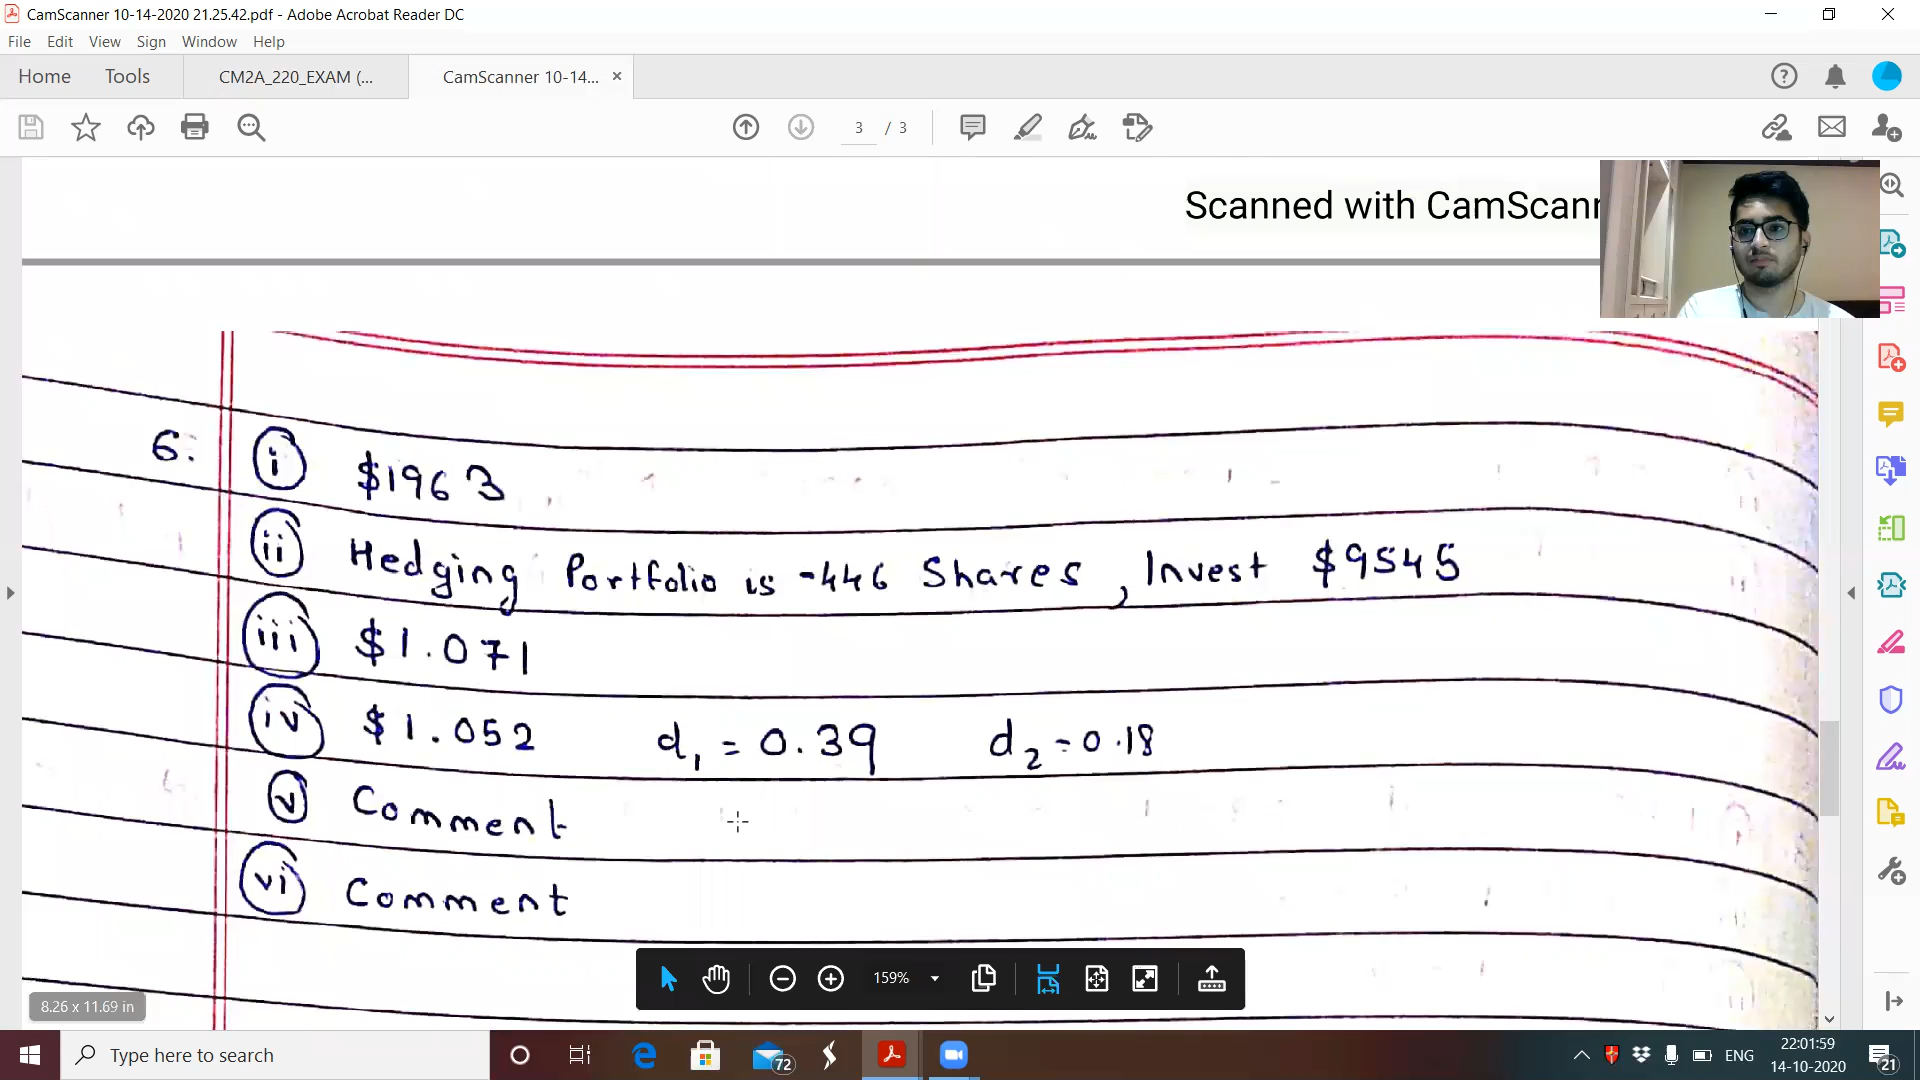 CamScanner 10-14-2020 21.25.42.pdf - Adobe Acrobat Reader DC
File Edit View Sign Window Help
Home Tools CM2A_220_EXAM (... CamScanner 10-14... ×
3 / 3
Scanned with CamScann
6. i $1963
ii Hedging Portfolio is -446 Shares, Invest $9545
iii $1.071
iv $1.052 d1 = 0.39 d2 = 0.18
v Comment
vi Comment
159%
8.26 x 11.69 in
Type here to search
72
ENG
22:01:59
14-10-2020
21